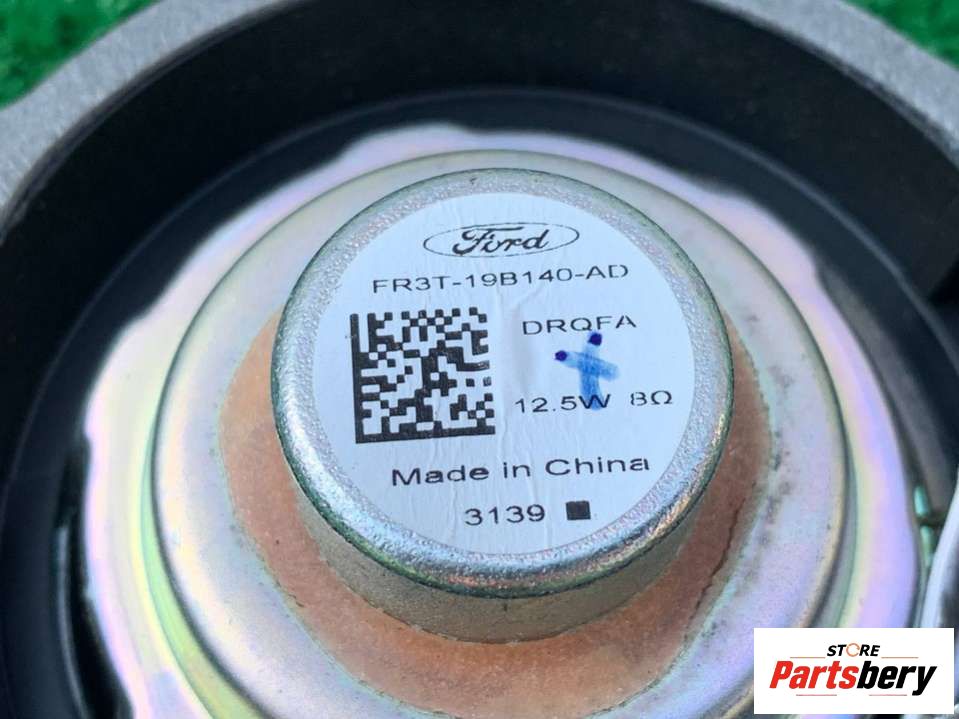 Ford
FR3T-19B140-AD
DRQFA
12.5W 8Ω
Made in China
3139 ■
STORE
Partsbery